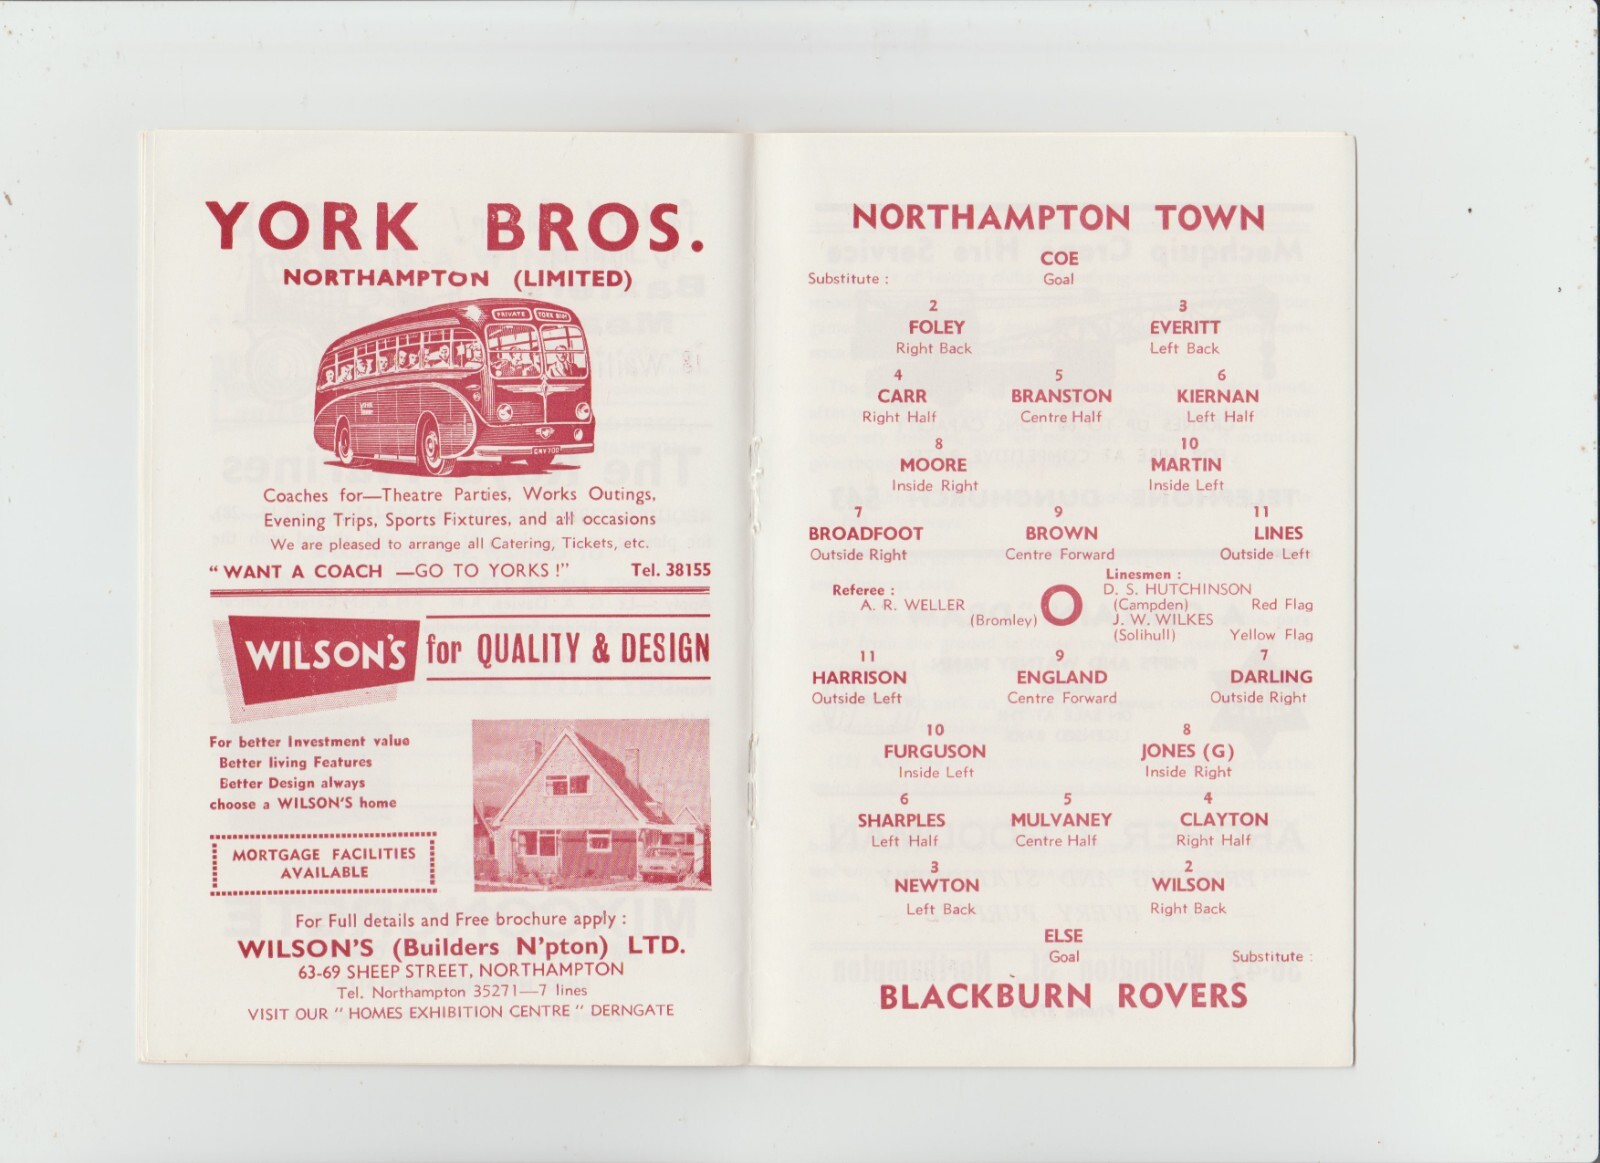 YORK BROS.
NORTHAMPTON (LIMITED)
PRIVATE YORK BROS
YORK
GNV 700
Coaches for—Theatre Parties, Works Outings,
Evening Trips, Sports Fixtures, and all occasions
We are pleased to arrange all Catering, Tickets, etc.
" WANT A COACH —GO TO YORKS !" Tel. 38155
WILSON'S for QUALITY & DESIGN
For better Investment value
Better living Features
Better Design always
choose a WILSON'S home
MORTGAGE FACILITIES
AVAILABLE
For Full details and Free brochure apply :
WILSON'S (Builders N'pton) LTD.
63-69 SHEEP STREET, NORTHAMPTON
Tel. Northampton 35271—7 lines
VISIT OUR " HOMES EXHIBITION CENTRE " DERNGATE
NORTHAMPTON TOWN
COE
Substitute : Goal
2 3
FOLEY EVERITT
Right Back Left Back
4 5 6
CARR BRANSTON KIERNAN
Right Half Centre Half Left Half
8 10
MOORE MARTIN
Inside Right Inside Left
7 9 11
BROADFOOT BROWN LINES
Outside Right Centre Forward Outside Left
Referee :
A. R. WELLER
(Bromley)
Linesmen :
D. S. HUTCHINSON
(Campden) Red Flag
J. W. WILKES
(Solihull) Yellow Flag
11 9 7
HARRISON ENGLAND DARLING
Outside Left Centre Forward Outside Right
10 8
FURGUSON JONES (G)
Inside Left Inside Right
6 5 4
SHARPLES MULVANEY CLAYTON
Left Half Centre Half Right Half
3 2
NEWTON WILSON
Left Back Right Back
ELSE
Goal Substitute :
BLACKBURN ROVERS